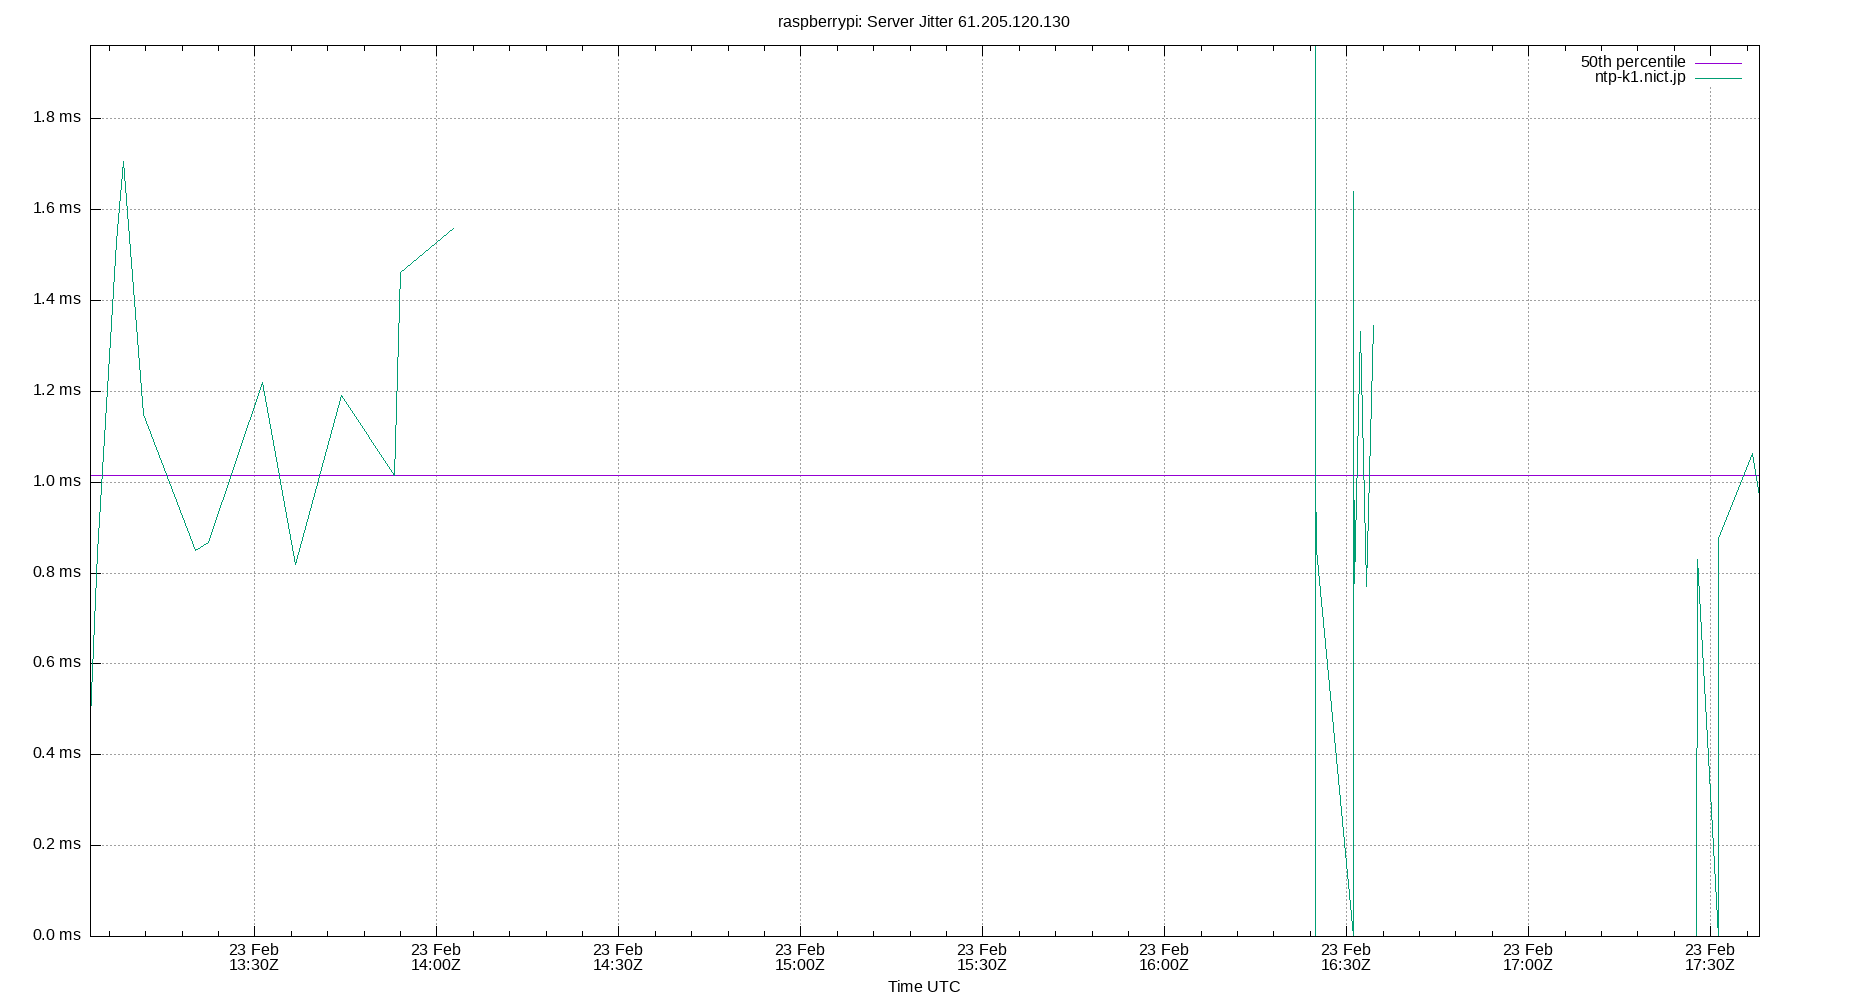 raspberrypi: Server Jitter 61.205.120.130
50th percentile
ntp-k1.nict.jp
1.8 ms
1.6 ms
1.4 ms
1.2 ms
1.0 ms
0.8 ms
0.6 ms
0.4 ms
0.2 ms
0.0 ms
23 Feb 23 Feb 23 Feb 23 Feb 23 Feb 23 Feb 23 Feb 23 Feb 23 Feb
13:30Z 14:00Z 14:30Z 15:00Z 15:30Z 16:00Z 16:30Z 17:00Z 17:30Z
Time UTC